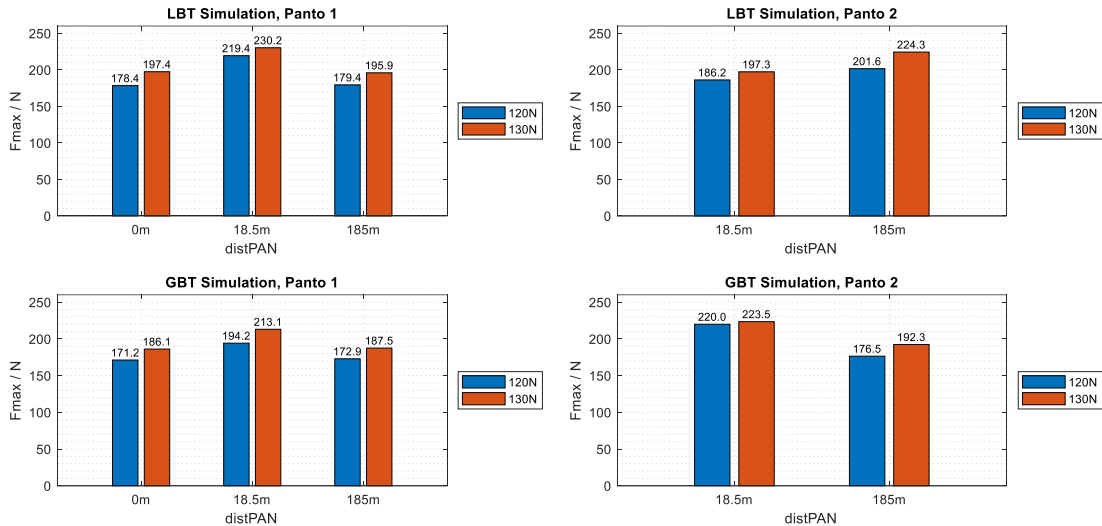 LBT Simulation, Panto 1
250
200
150
100
50
0
Fmax / N
178.4
197.4
219.4
230.2
179.4
195.9
0m
18.5m
185m
distPAN
120N
130N
LBT Simulation, Panto 2
250
200
150
100
50
0
Fmax / N
186.2
197.3
201.6
224.3
18.5m
185m
distPAN
120N
130N
GBT Simulation, Panto 1
250
200
150
100
50
0
Fmax / N
171.2
186.1
194.2
213.1
172.9
187.5
0m
18.5m
185m
distPAN
120N
130N
GBT Simulation, Panto 2
250
200
150
100
50
0
Fmax / N
220.0
223.5
176.5
192.3
18.5m
185m
distPAN
120N
130N